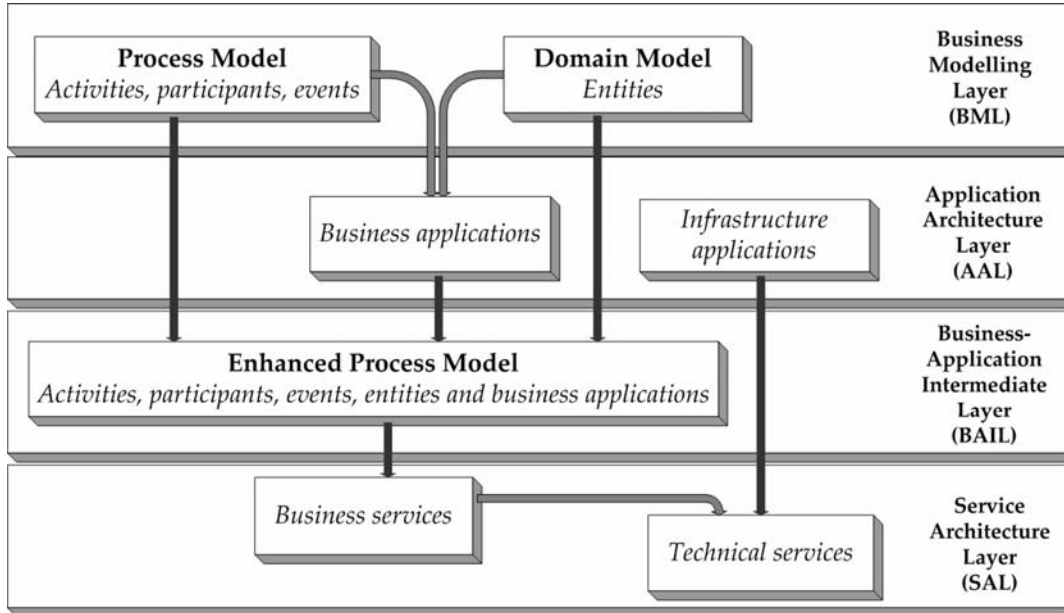 Process Model
Activities, participants, events
Domain Model
Entities
Business
Modelling
Layer
(BML)
Business applications
Infrastructure
applications
Application
Architecture
Layer
(AAL)
Enhanced Process Model
Activities, participants, events, entities and business applications
Business-
Application
Intermediate
Layer
(BAIL)
Business services
Technical services
Service
Architecture
Layer
(SAL)